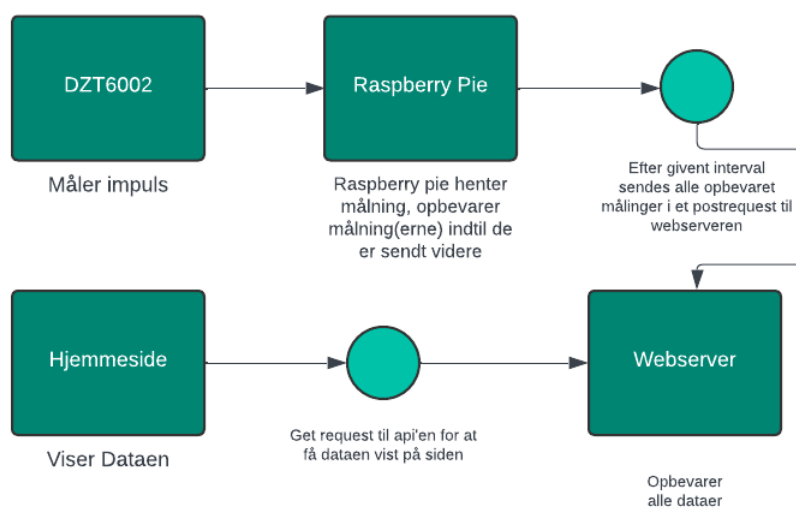 DZT6002
Raspberry Pie
Måler impuls
Raspberry pie henter
målning, opbevarer
målning(erne) indtil de
er sendt videre
Efter givent interval
sendes alle opbevaret
målinger i et postrequest til
webserveren
Hjemmeside
Webserver
Viser Dataen
Get request til api'en for at
få dataen vist på siden
Opbevarer
alle dataer